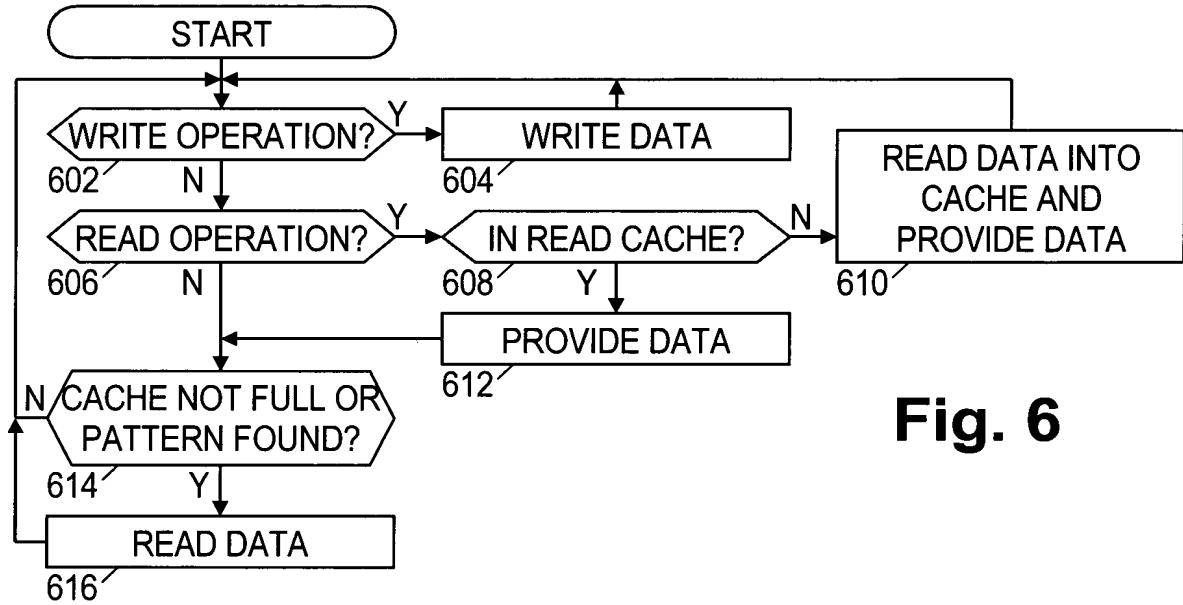 START
WRITE OPERATION?
Y
WRITE DATA
602
N
604
READ DATA INTO
CACHE AND
PROVIDE DATA
READ OPERATION?
Y
IN READ CACHE?
N
606
N
608
Y
610
PROVIDE DATA
612
N
CACHE NOT FULL OR
PATTERN FOUND?
614
Y
READ DATA
616
Fig. 6